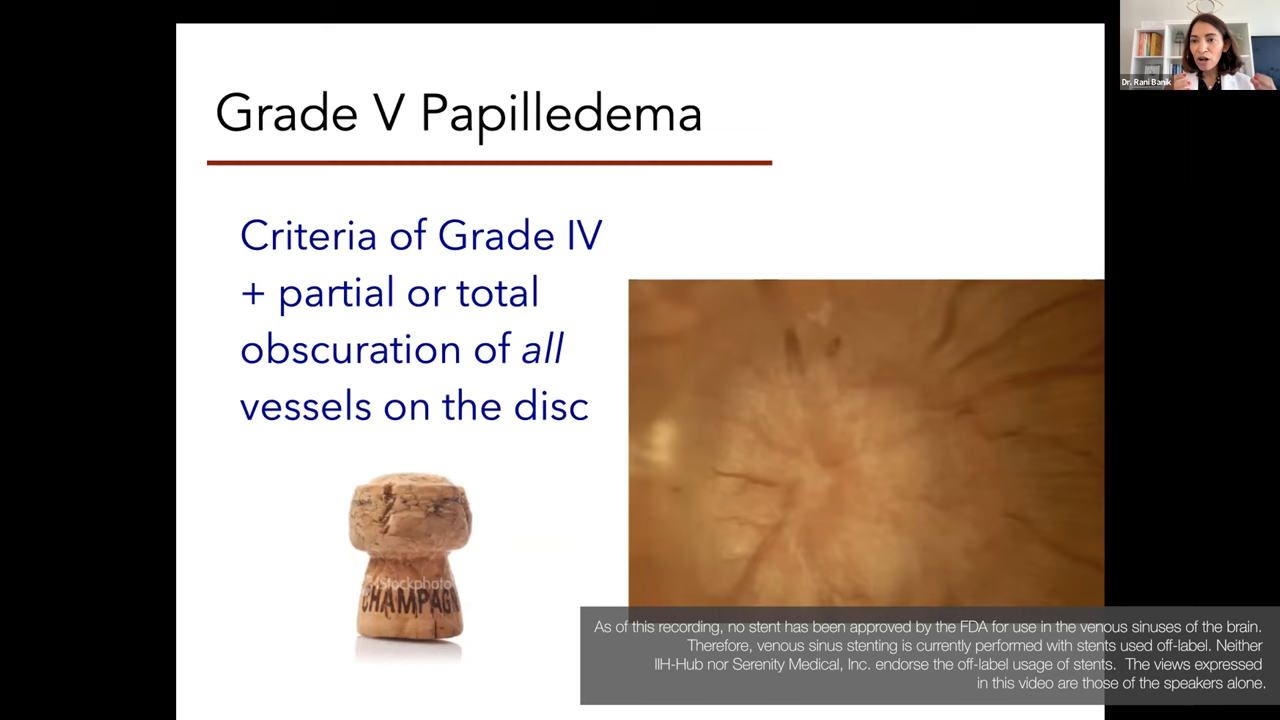 Grade V Papilledema
Dr. Rani Banik
Criteria of Grade IV
+ partial or total
obscuration of all
vessels on the disc
iStockphoto
CHAMPAGN
As of this recording, no stent has been approved by the FDA for use in the venous sinuses of the brain.
Therefore, venous sinus stenting is currently performed with stents used off-label. Neither
IIH-Hub nor Serenity Medical, Inc. endorse the off-label usage of stents. The views expressed
in this video are those of the speakers alone.